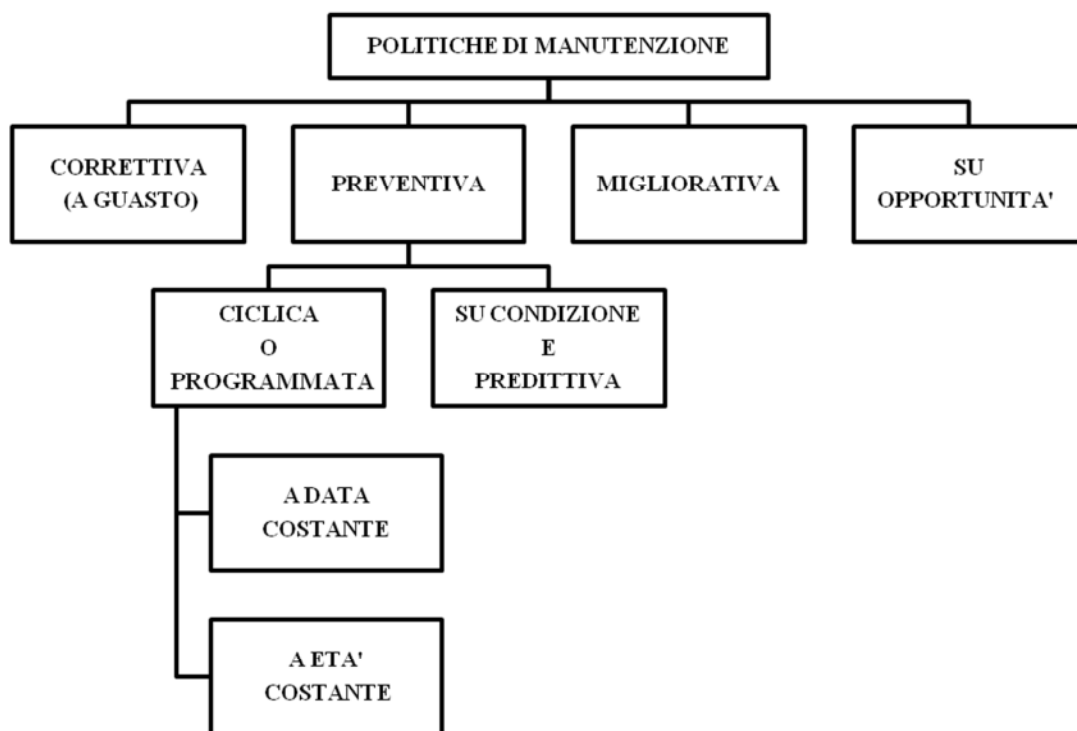 POLITICHE DI MANUTENZIONE
CORRETTIVA
(A GUASTO)
PREVENTIVA
MIGLIORATIVA
SU
OPPORTUNITA'
CICLICA
O
PROGRAMMATA
SU CONDIZIONE
E
PREDITTIVA
A DATA
COSTANTE
A ETA'
COSTANTE